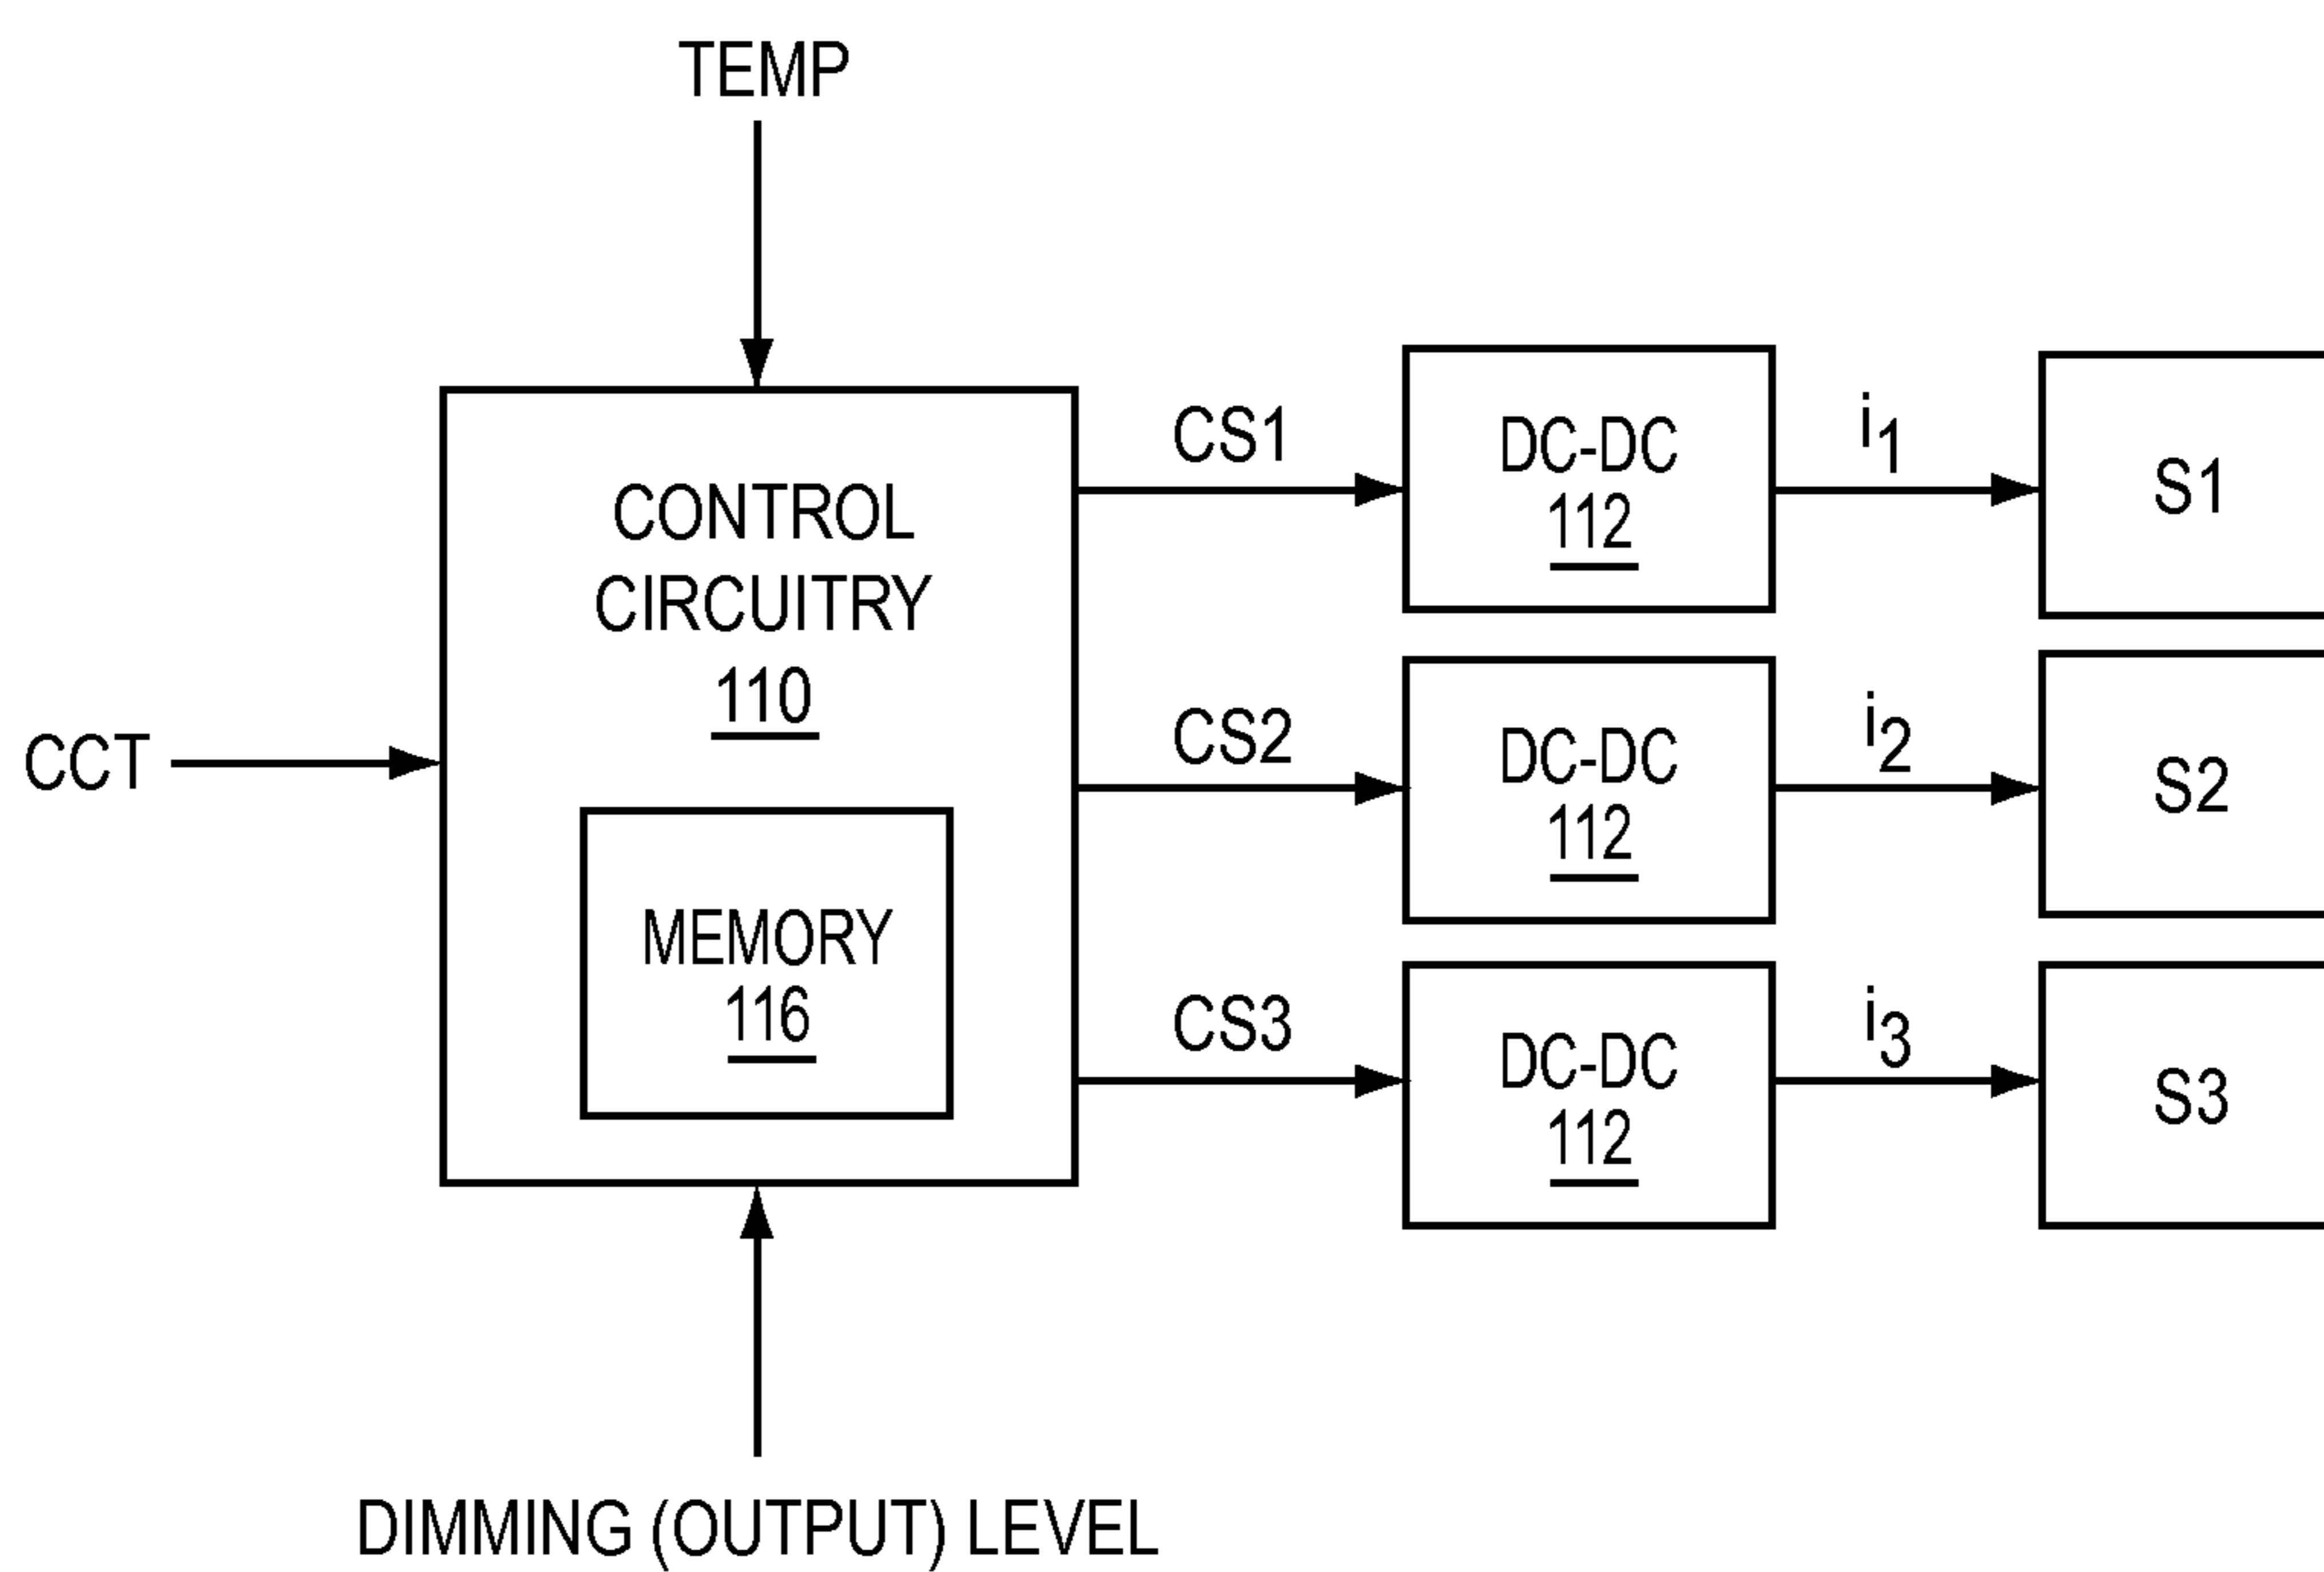 TEMP
CONTROL
CIRCUITRY
110
MEMORY
116
CCT
DIMMING (OUTPUT) LEVEL
CS1
DC-DC
112
i1
S1
CS2
DC-DC
112
i2
S2
CS3
DC-DC
112
i3
S3